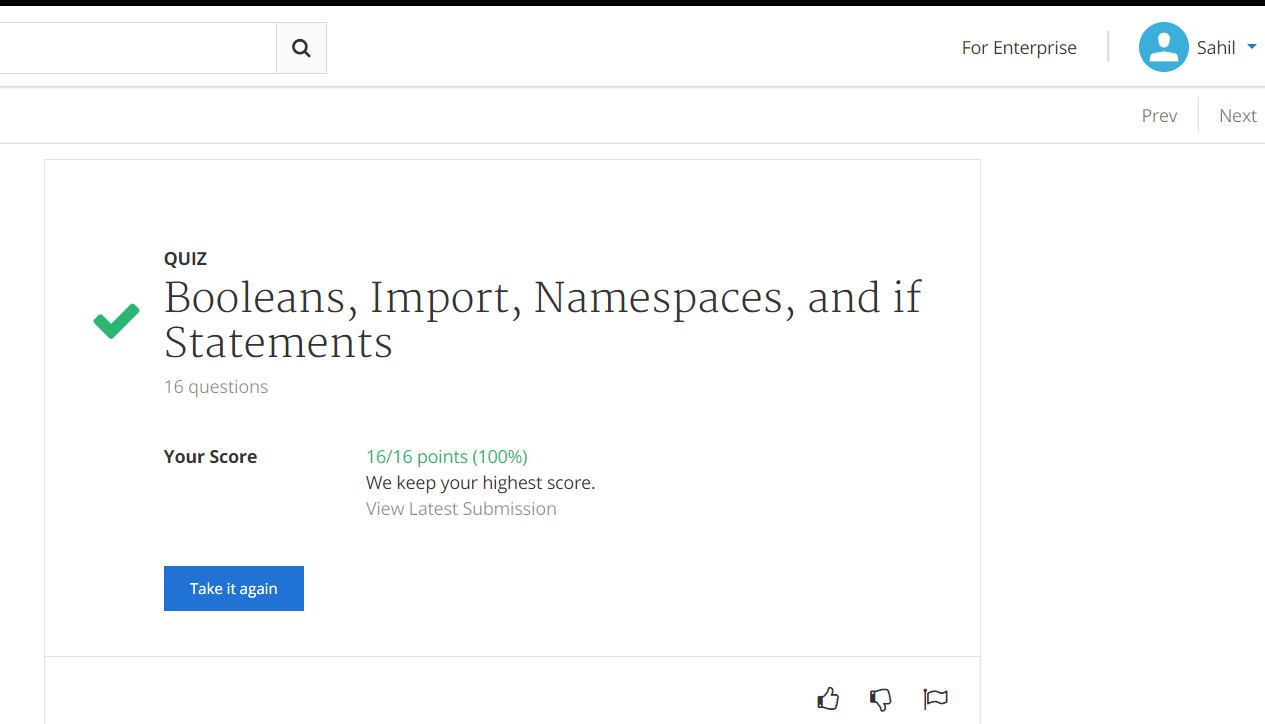 For Enterprise
Sahil
Prev
Next
QUIZ
Booleans, Import, Namespaces, and if
Statements
16 questions
Your Score
16/16 points (100%)
We keep your highest score.
View Latest Submission
Take it again